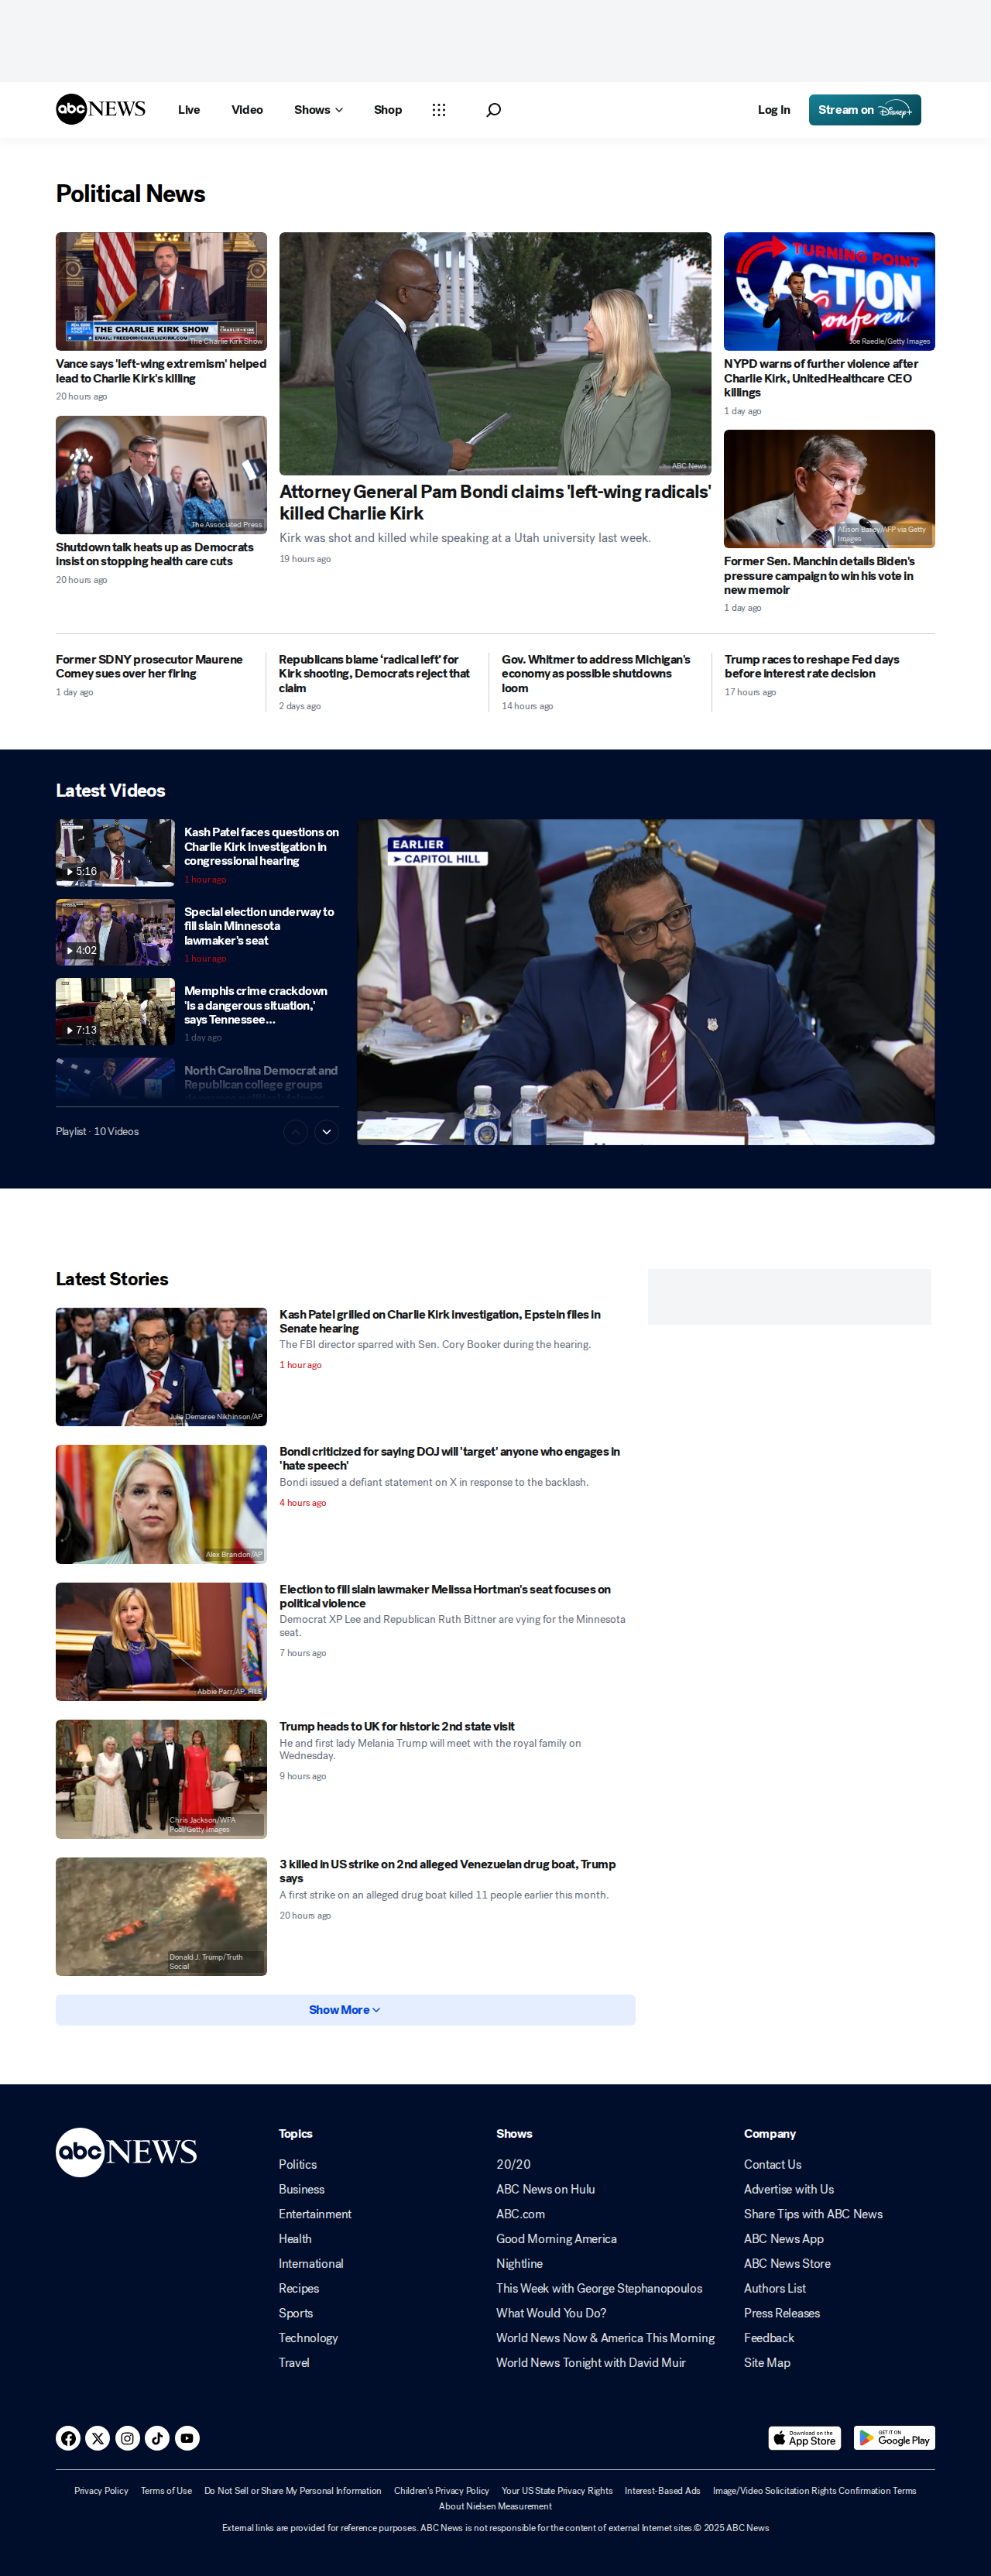 abc NEWS
Live
Video
Shows
Shop
Log In
Stream on Disney+
Political News
THE CHARLIE KIRK SHOW
EMAIL: FREEDOM@CHARLIEKIRK.COM
The Charlie Kirk Show
Vance says 'left-wing extremism' helped
lead to Charlie Kirk's killing
20 hours ago
The Associated Press
Shutdown talk heats up as Democrats
insist on stopping health care cuts
20 hours ago
ABC News
Attorney General Pam Bondi claims 'left-wing radicals'
killed Charlie Kirk
Kirk was shot and killed while speaking at a Utah university last week.
19 hours ago
TURNING POINT
ACTION
Conferen
Joe Raedle/Getty Images
NYPD warns of further violence after
Charlie Kirk, UnitedHealthcare CEO
killings
1 day ago
Allison Bailey/AFP via Getty
Images
Former Sen. Manchin details Biden's
pressure campaign to win his vote in
new memoir
1 day ago
Former SDNY prosecutor Maurene
Comey sues over her firing
1 day ago
Republicans blame ‘radical left’ for
Kirk shooting, Democrats reject that
claim
2 days ago
Gov. Whitmer to address Michigan's
economy as possible shutdowns
loom
14 hours ago
Trump races to reshape Fed days
before interest rate decision
17 hours ago
Latest Videos
5:16
Kash Patel faces questions on
Charlie Kirk investigation in
congressional hearing
1 hour ago
4:02
Special election underway to
fill slain Minnesota
lawmaker's seat
1 hour ago
7:13
Memphis crime crackdown
'is a dangerous situation,'
says Tennessee...
1 day ago
North Carolina Democrat and
Republican college groups
Playlist · 10 Videos
EARLIER
CAPITOL HILL
Latest Stories
Julia Demaree Nikhinson/AP
Kash Patel grilled on Charlie Kirk investigation, Epstein files in
Senate hearing
The FBI director sparred with Sen. Cory Booker during the hearing.
1 hour ago
Alex Brandon/AP
Bondi criticized for saying DOJ will 'target' anyone who engages in
'hate speech'
Bondi issued a defiant statement on X in response to the backlash.
4 hours ago
Abbie Parr/AP, FILE
Election to fill slain lawmaker Melissa Hortman's seat focuses on
political violence
Democrat XP Lee and Republican Ruth Bittner are vying for the Minnesota
seat.
7 hours ago
Chris Jackson/WPA
Pool/Getty Images
Trump heads to UK for historic 2nd state visit
He and first lady Melania Trump will meet with the royal family on
Wednesday.
9 hours ago
Donald J. Trump/Truth
Social
3 killed in US strike on 2nd alleged Venezuelan drug boat, Trump
says
A first strike on an alleged drug boat killed 11 people earlier this month.
20 hours ago
Show More
abc NEWS
Topics
Politics
Business
Entertainment
Health
International
Recipes
Sports
Technology
Travel
Shows
20/20
ABC News on Hulu
ABC.com
Good Morning America
Nightline
This Week with George Stephanopoulos
What Would You Do?
World News Now & America This Morning
World News Tonight with David Muir
Company
Contact Us
Advertise with Us
Share Tips with ABC News
ABC News App
ABC News Store
Authors List
Press Releases
Feedback
Site Map
Download on the
App Store
GET IT ON
Google Play
Privacy Policy
Terms of Use
Do Not Sell or Share My Personal Information
Children's Privacy Policy
Your US State Privacy Rights
Interest-Based Ads
Image/Video Solicitation Rights Confirmation Terms
About Nielsen Measurement
External links are provided for reference purposes. ABC News is not responsible for the content of external Internet sites.© 2025 ABC News